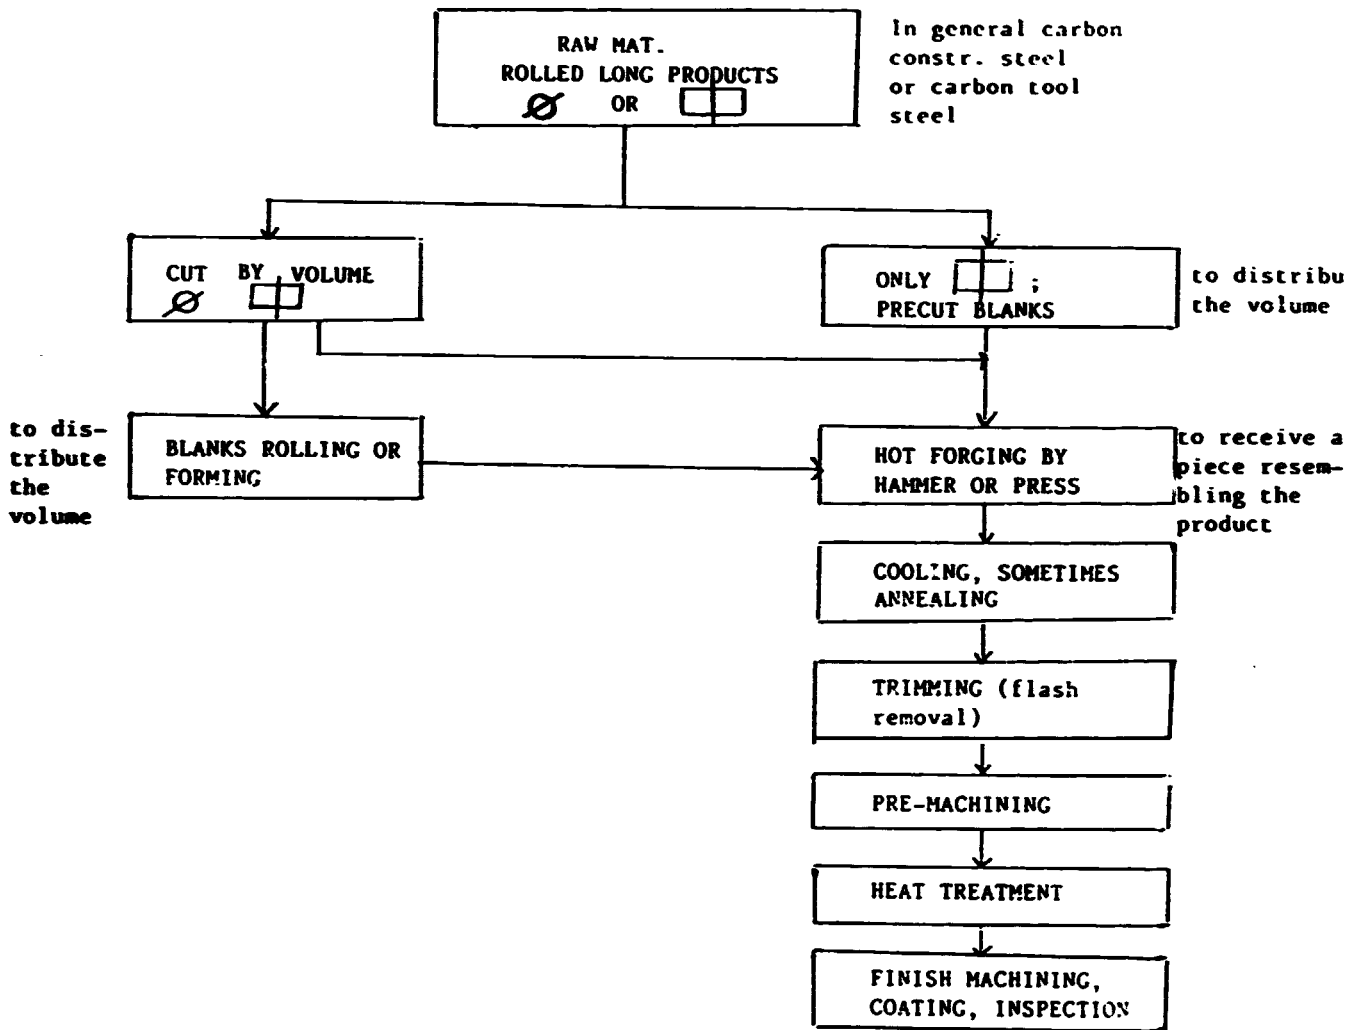 RAW MAT.
ROLLED LONG PRODUCTS
Ø OR
In general carbon
constr. steel
or carbon tool
steel
CUT BY VOLUME
Ø
ONLY ;
PRECUT BLANKS
to distribu
the volume
to dis-
tribute
the
volume
BLANKS ROLLING OR
FORMING
HOT FORGING BY
HAMMER OR PRESS
to receive a
piece resem-
bling the
product
COOLING, SOMETIMES
ANNEALING
TRIMMING (flash
removal)
PRE-MACHINING
HEAT TREATMENT
FINISH MACHINING,
COATING, INSPECTION